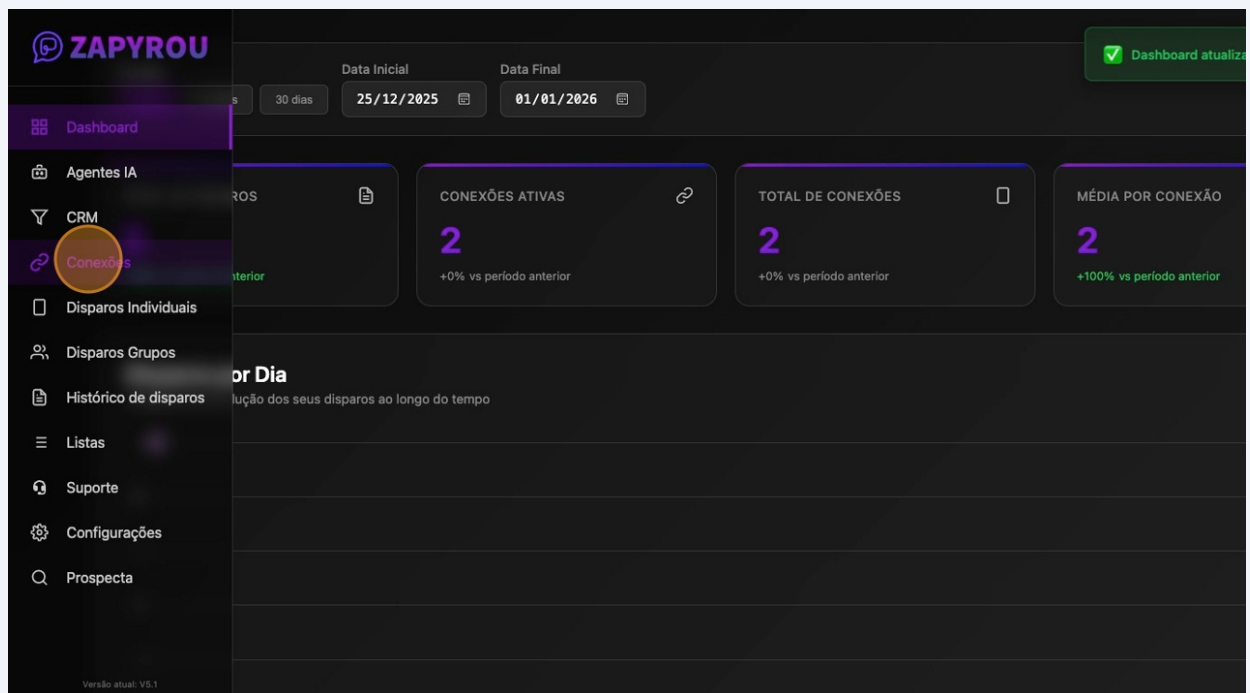 ZAPYROU
Dashboard
Agentes IA
CRM
Conexões
Disparos Individuais
Disparos Grupos
Histórico de disparos
Listas
Suporte
Configurações
Prospecta
Versão atual: V5.1
30 dias
Data Inicial
25/12/2025
Data Final
01/01/2026
Dashboard atualiza
ROS
nterior
CONEXÕES ATIVAS
2
+0% vs período anterior
TOTAL DE CONEXÕES
2
+0% vs período anterior
MÉDIA POR CONEXÃO
2
+100% vs período anterior
or Dia
lução dos seus disparos ao longo do tempo